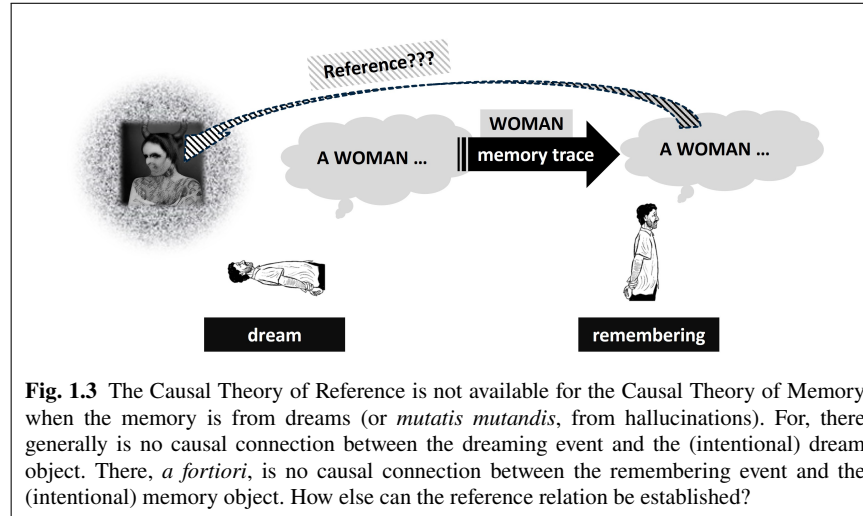 Reference???
WOMAN
A WOMAN ...
memory trace
A WOMAN ...
dream
remembering
Fig. 1.3 The Causal Theory of Reference is not available for the Causal Theory of Memory
when the memory is from dreams (or mutatis mutandis, from hallucinations). For, there
generally is no causal connection between the dreaming event and the (intentional) dream
object. There, a fortiori, is no causal connection between the remembering event and the
(intentional) memory object. How else can the reference relation be established?